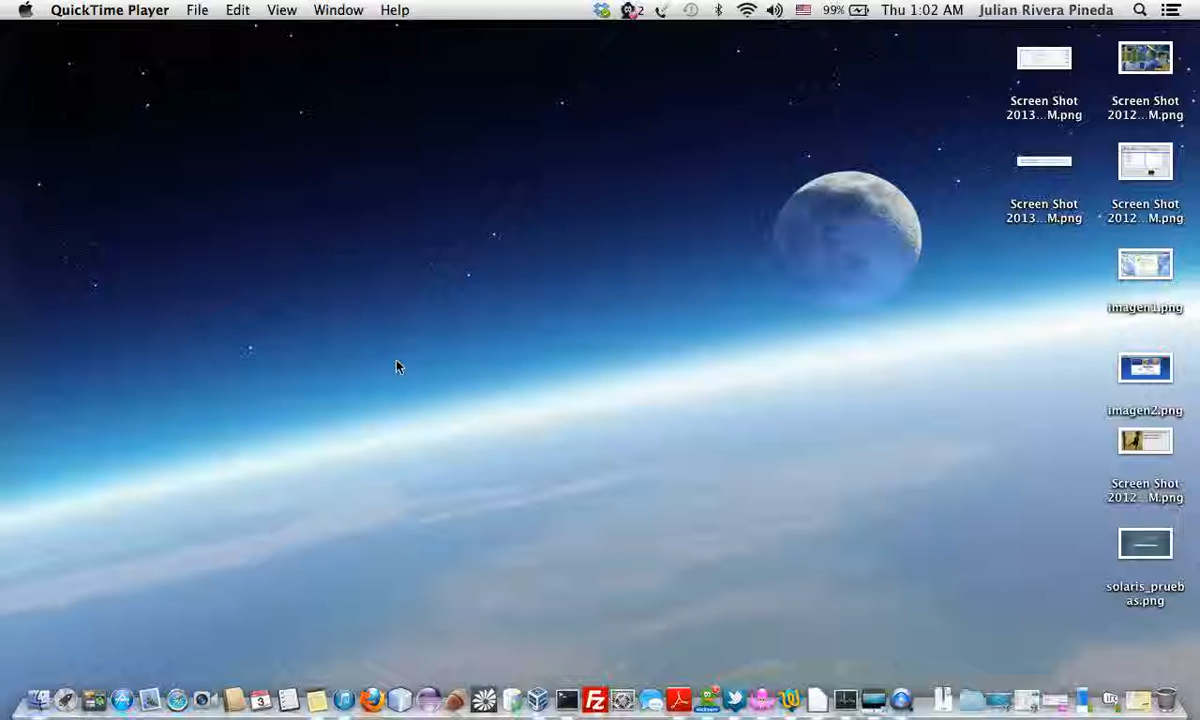 QuickTime Player File Edit View Window Help 2 99% Thu 1:02 AM Julian Rivera Pineda
Screen Shot
2013...M.png
Screen Shot
2012...M.png
Screen Shot
2013...M.png
Screen Shot
2012...M.png
imagen1.png
imagen2.png
Screen Shot
2012...M.png
solaris_prueb
as.png